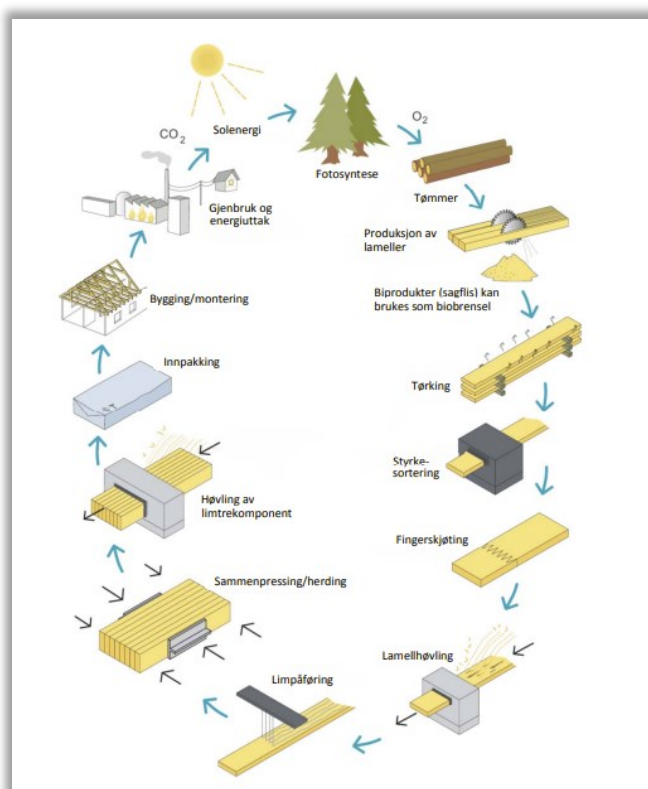 Solenergi
Fotosyntese
O₂
Tømmer
Produksjon av
lameller
Biprodukter (sagflis) kan
brukes som biobrensel
Tørking
Styrke-
sortering
Fingerskjøting
Lamellhøvling
Limpåføring
Sammenpressing/herding
Høvling av
limtrekomponent
Innpakking
Bygging/montering
Gjenbruk og
energiuttak
CO₂